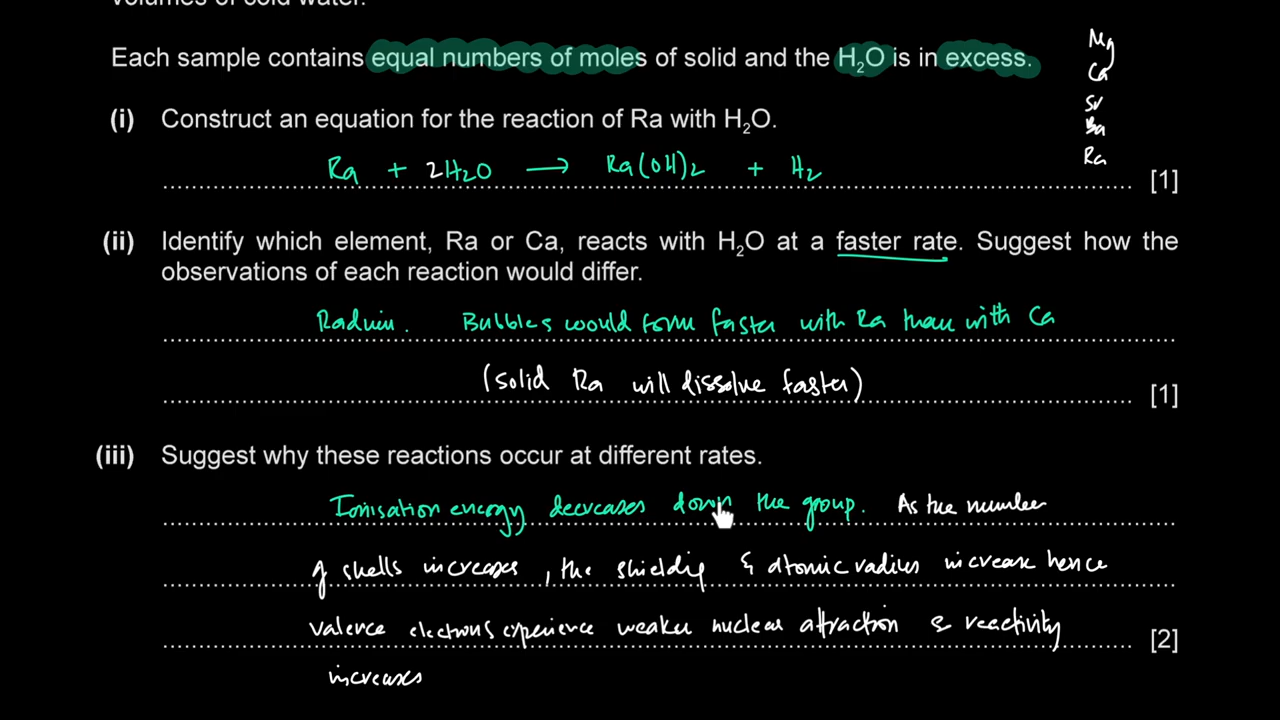 volumes of cold water.
Each sample contains equal numbers of moles of solid and the H₂O is in excess.
Mg
Ca
Sr
Ba
Ra
(i) Construct an equation for the reaction of Ra with H₂O.
Ra + 2H₂O → Ra(OH)₂ + H₂
[1]
(ii) Identify which element, Ra or Ca, reacts with H₂O at a faster rate. Suggest how the
observations of each reaction would differ.
Radium. Bubbles would form faster with Ra than with Ca
(solid Ra will dissolve faster)
[1]
(iii) Suggest why these reactions occur at different rates.
Ionisation energy decreases down the group. As the number
of shells increases, the shielding & atomic radius increase hence
valence electrons experience weaker nuclear attraction & reactivity
[2]
increases